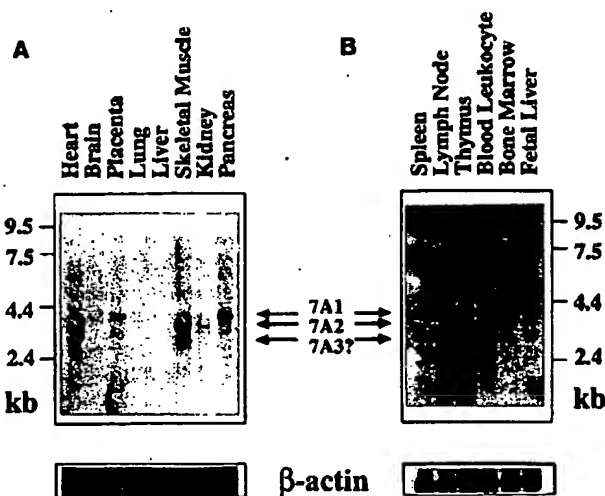 A
Heart
Brain
Placenta
Lung
Liver
Skeletal Muscle
Kidney
Pancreas
9.5
7.5
4.4
2.4
kb
7A1
7A2
7A3?
B
Spleen
Lymph Node
Thymus
Blood Leukocyte
Bone Marrow
Fetal Liver
9.5
7.5
4.4
2.4
kb
β-actin